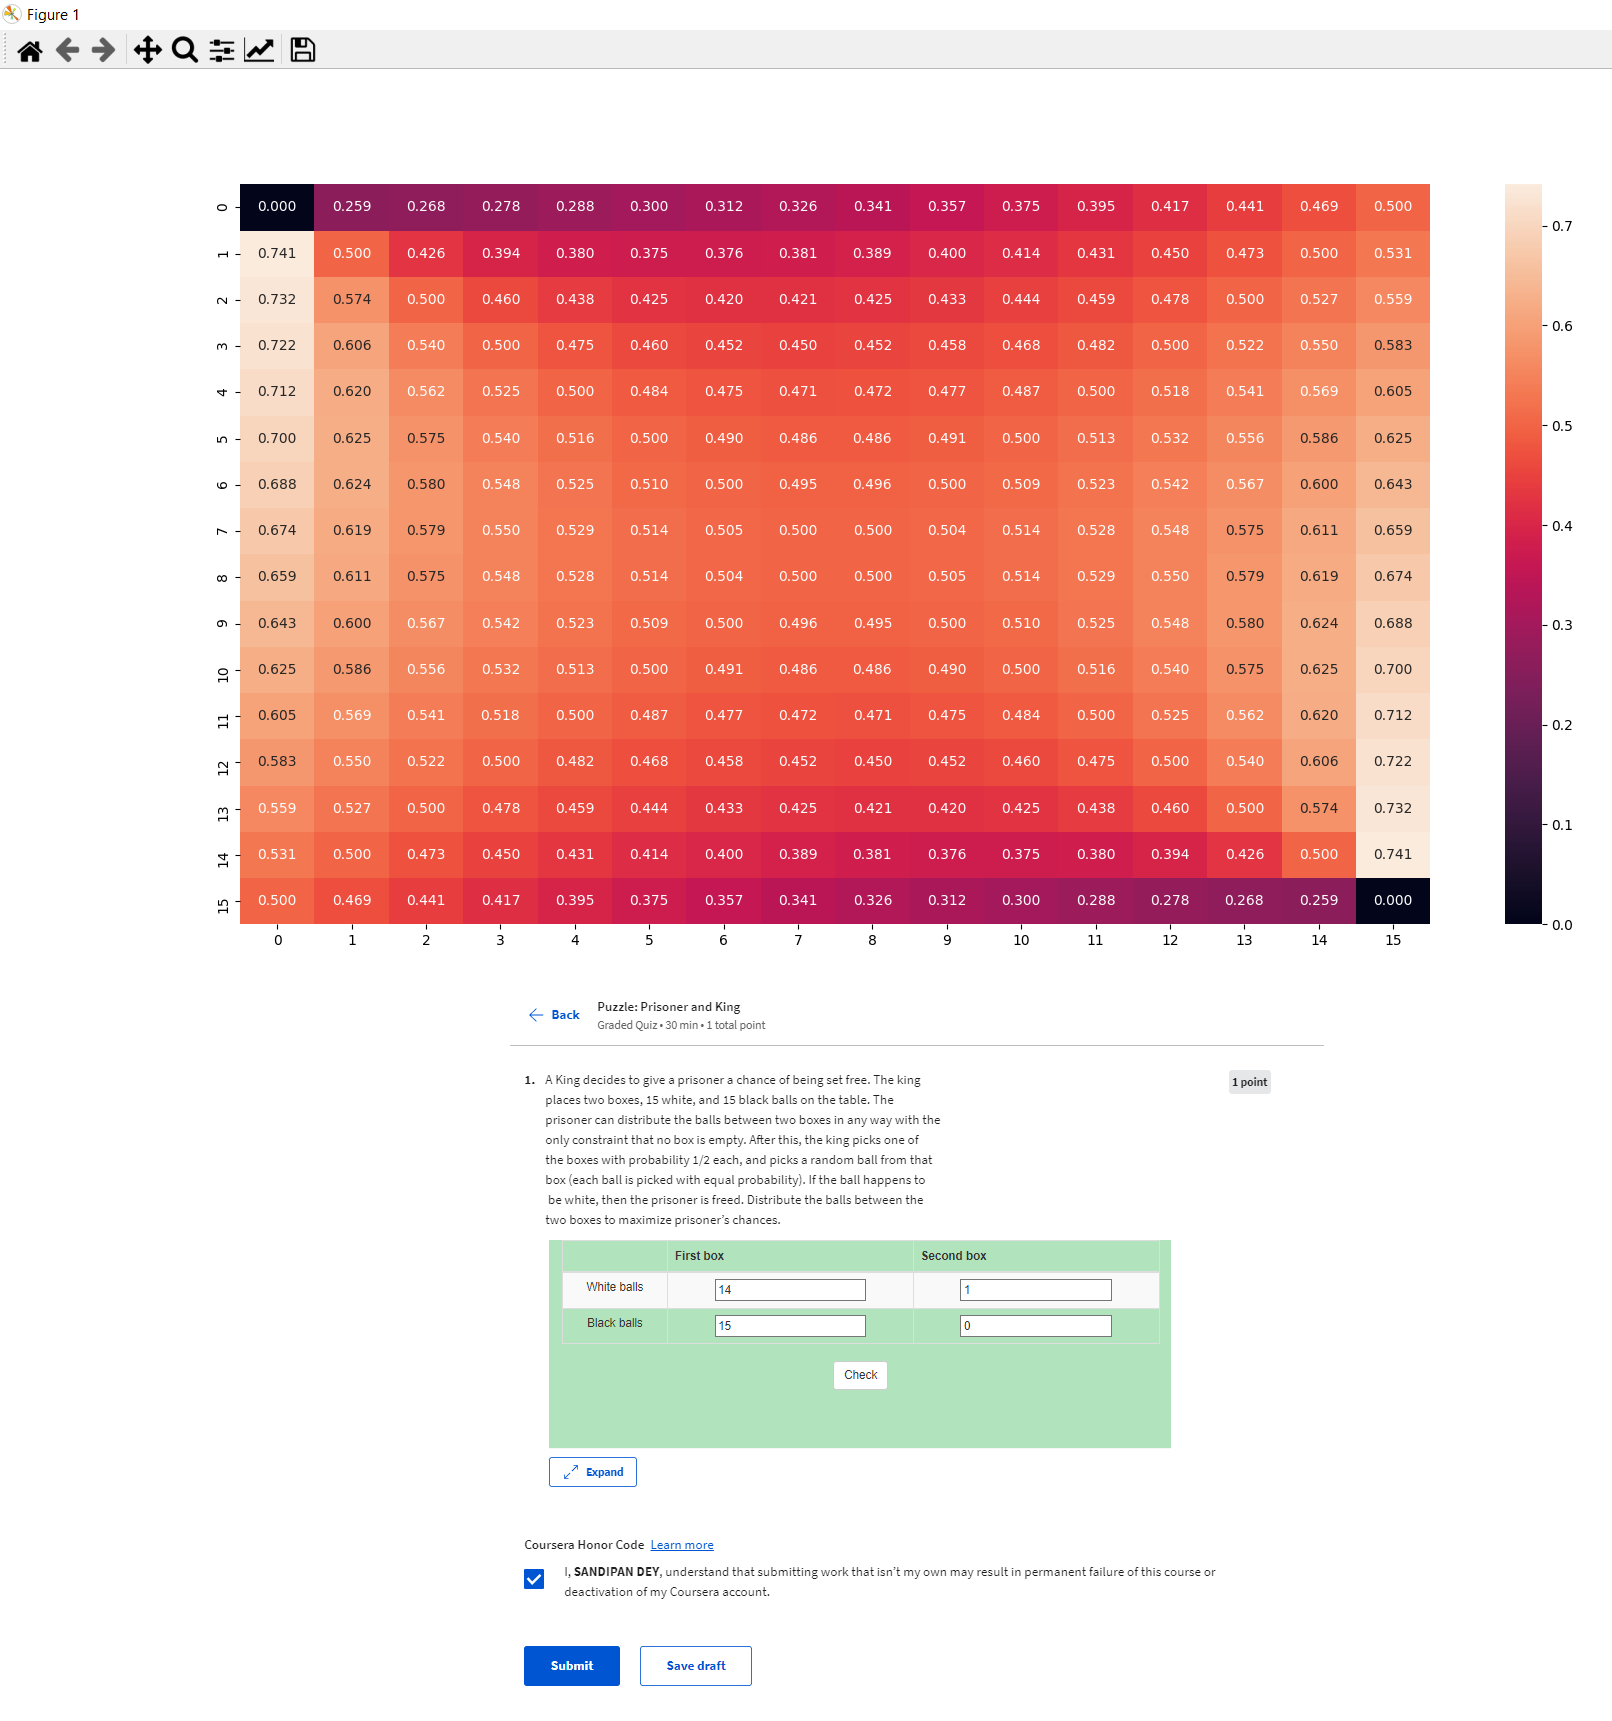 Figure 1
0 0.000 0.259 0.268 0.278 0.288 0.300 0.312 0.326 0.341 0.357 0.375 0.395 0.417 0.441 0.469 0.500
1 0.741 0.500 0.426 0.394 0.380 0.375 0.376 0.381 0.389 0.400 0.414 0.431 0.450 0.473 0.500 0.531
2 0.732 0.574 0.500 0.460 0.438 0.425 0.420 0.421 0.425 0.433 0.444 0.459 0.478 0.500 0.527 0.559
3 0.722 0.606 0.540 0.500 0.475 0.460 0.452 0.450 0.452 0.458 0.468 0.482 0.500 0.522 0.550 0.583
4 0.712 0.620 0.562 0.525 0.500 0.484 0.475 0.471 0.472 0.477 0.487 0.500 0.518 0.541 0.569 0.605
5 0.700 0.625 0.575 0.540 0.516 0.500 0.490 0.486 0.486 0.491 0.500 0.513 0.532 0.556 0.586 0.625
6 0.688 0.624 0.580 0.548 0.525 0.510 0.500 0.495 0.496 0.500 0.509 0.523 0.542 0.567 0.600 0.643
7 0.674 0.619 0.579 0.550 0.529 0.514 0.505 0.500 0.500 0.504 0.514 0.528 0.548 0.575 0.611 0.659
8 0.659 0.611 0.575 0.548 0.528 0.514 0.504 0.500 0.500 0.505 0.514 0.529 0.550 0.579 0.619 0.674
9 0.643 0.600 0.567 0.542 0.523 0.509 0.500 0.496 0.495 0.500 0.510 0.525 0.548 0.580 0.624 0.688
10 0.625 0.586 0.556 0.532 0.513 0.500 0.491 0.486 0.486 0.490 0.500 0.516 0.540 0.575 0.625 0.700
11 0.605 0.569 0.541 0.518 0.500 0.487 0.477 0.472 0.471 0.475 0.484 0.500 0.525 0.562 0.620 0.712
12 0.583 0.550 0.522 0.500 0.482 0.468 0.458 0.452 0.450 0.452 0.460 0.475 0.500 0.540 0.606 0.722
13 0.559 0.527 0.500 0.478 0.459 0.444 0.433 0.425 0.421 0.420 0.425 0.438 0.460 0.500 0.574 0.732
14 0.531 0.500 0.473 0.450 0.431 0.414 0.400 0.389 0.381 0.376 0.375 0.380 0.394 0.426 0.500 0.741
15 0.500 0.469 0.441 0.417 0.395 0.375 0.357 0.341 0.326 0.312 0.300 0.288 0.278 0.268 0.259 0.000
0 1 2 3 4 5 6 7 8 9 10 11 12 13 14 15
0.7
0.6
0.5
0.4
0.3
0.2
0.1
0.0
Back
Puzzle: Prisoner and King
Graded Quiz • 30 min • 1 total point
1. A King decides to give a prisoner a chance of being set free. The king
1 point
places two boxes, 15 white, and 15 black balls on the table. The
prisoner can distribute the balls between two boxes in any way with the
only constraint that no box is empty. After this, the king picks one of
the boxes with probability 1/2 each, and picks a random ball from that
box (each ball is picked with equal probability). If the ball happens to
be white, then the prisoner is freed. Distribute the balls between the
two boxes to maximize prisoner's chances.
First box Second box
White balls 14 1
Black balls 15 0
Check
Expand
Coursera Honor Code Learn more
I, SANDIPAN DEY, understand that submitting work that isn't my own may result in permanent failure of this course or
deactivation of my Coursera account.
Submit Save draft